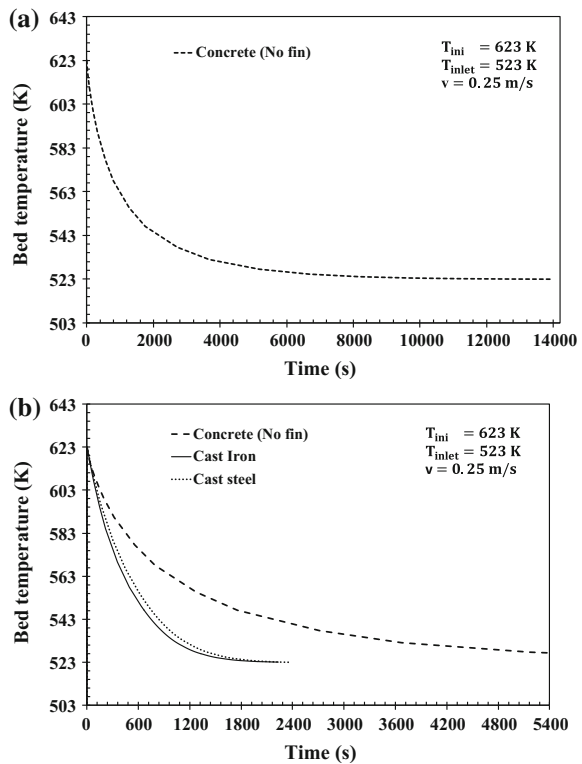 (a)
643
623
603
583
563
543
523
503
Bed temperature (K)
Concrete (No fin)
T_ini = 623 K
T_inlet = 523 K
v = 0.25 m/s
0 2000 4000 6000 8000 10000 12000 14000
Time (s)
(b)
643
623
603
583
563
543
523
503
Bed temperature (K)
Concrete (No fin)
Cast Iron
Cast steel
T_ini = 623 K
T_inlet = 523 K
v = 0.25 m/s
0 600 1200 1800 2400 3000 3600 4200 4800 5400
Time (s)